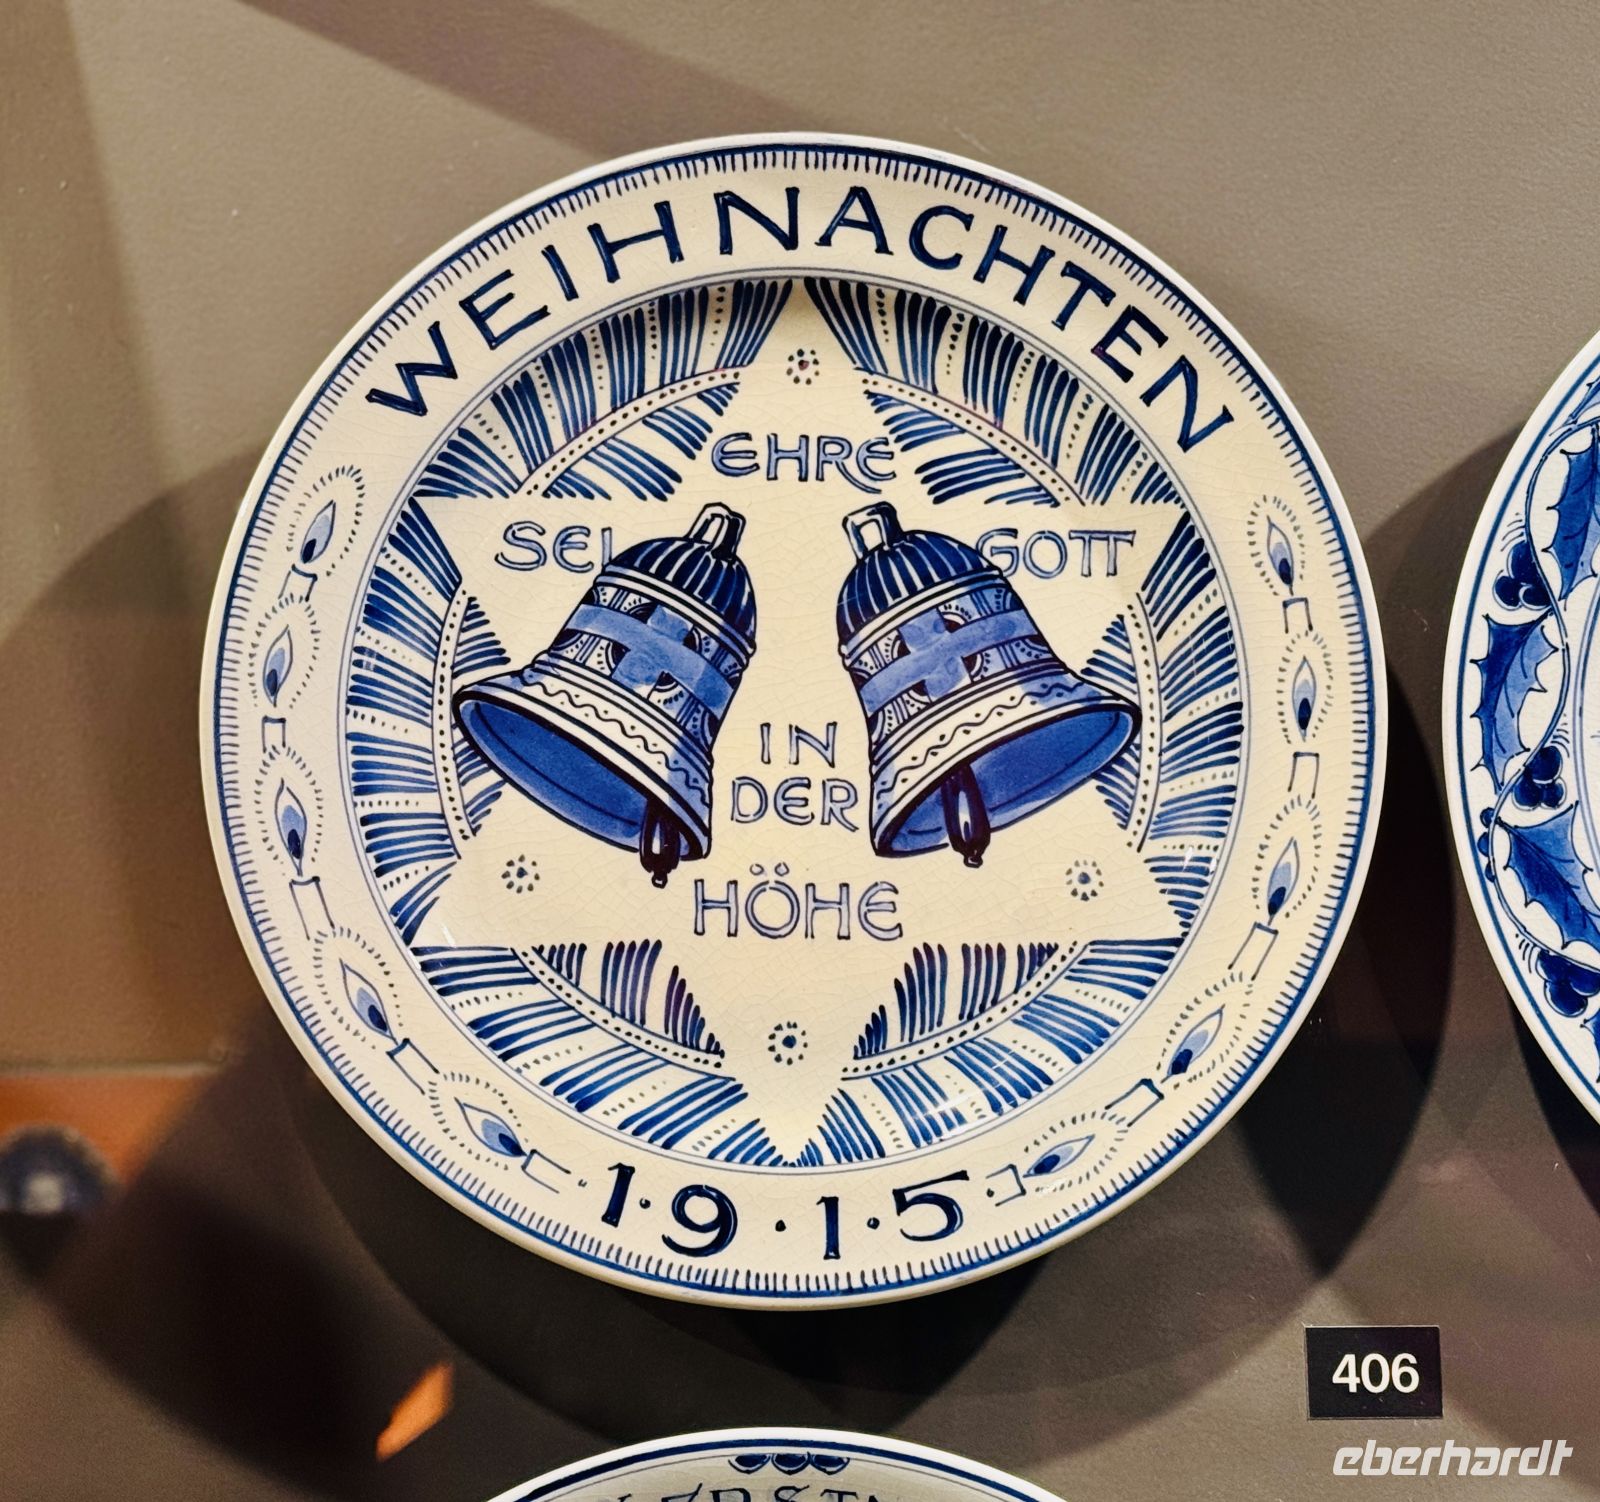 WEIHNACHTEN
EHRE
SEI GOTT
IN
DER
HÖHE
·1·9·1·5·
406
eberhardt